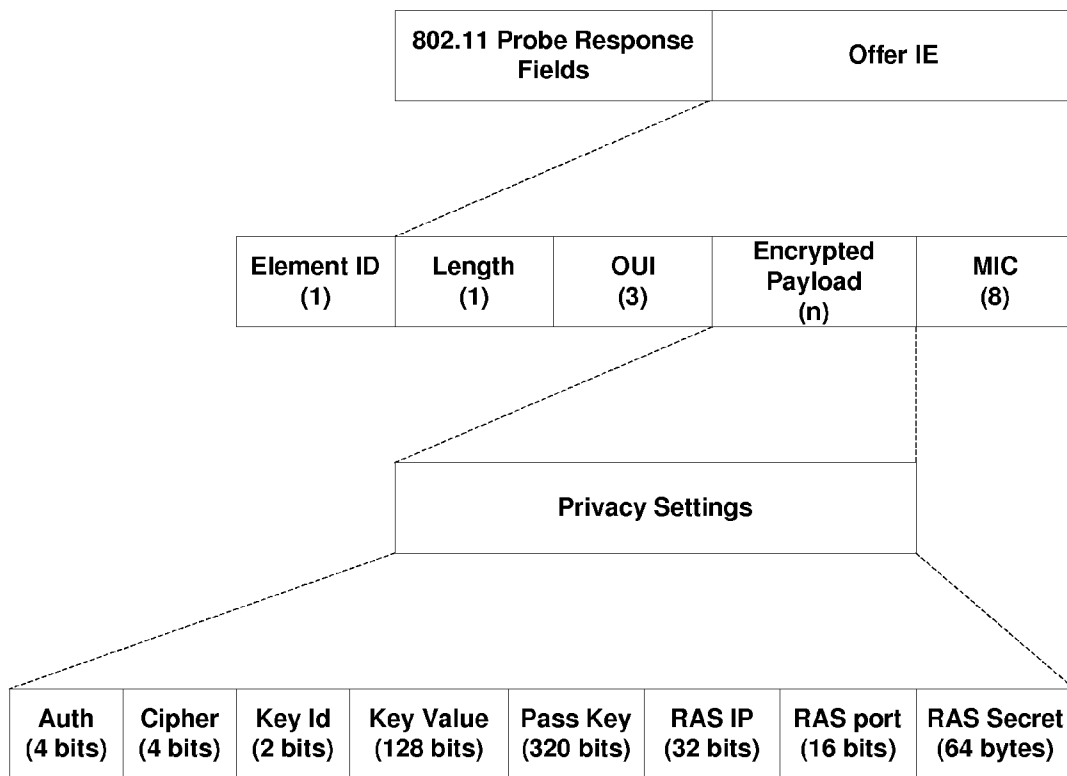 802.11 Probe Response
Fields
Offer IE
Element ID
(1)
Length
(1)
OUI
(3)
Encrypted
Payload
(n)
MIC
(8)
Privacy Settings
Auth
(4 bits)
Cipher
(4 bits)
Key Id
(2 bits)
Key Value
(128 bits)
Pass Key
(320 bits)
RAS IP
(32 bits)
RAS port
(16 bits)
RAS Secret
(64 bytes)